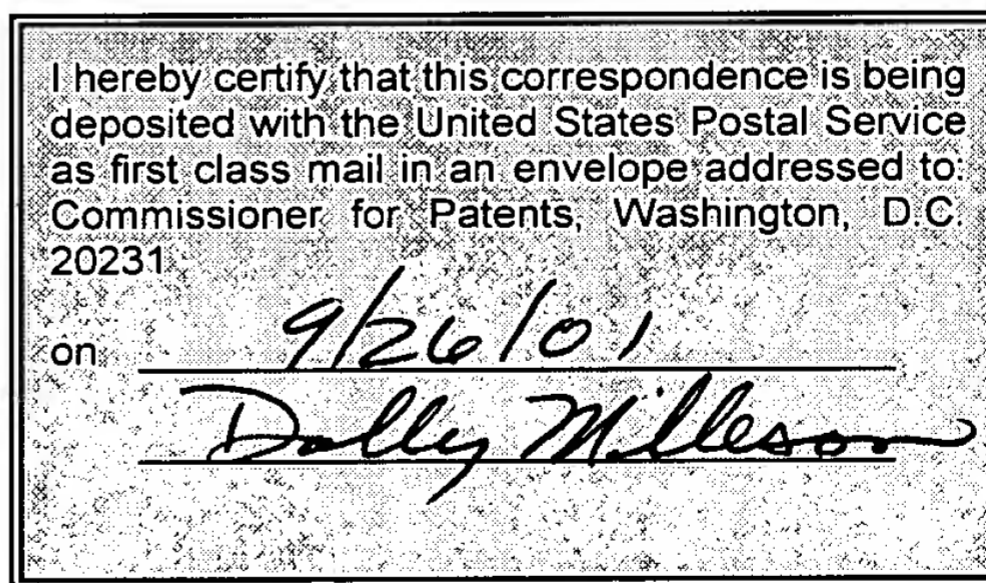 I hereby certify that this correspondence is being
deposited with the United States Postal Service
as first class mail in an envelope addressed to:
Commissioner for Patents, Washington, D.C.
20231
on 9/26/01
Dolly Milleson